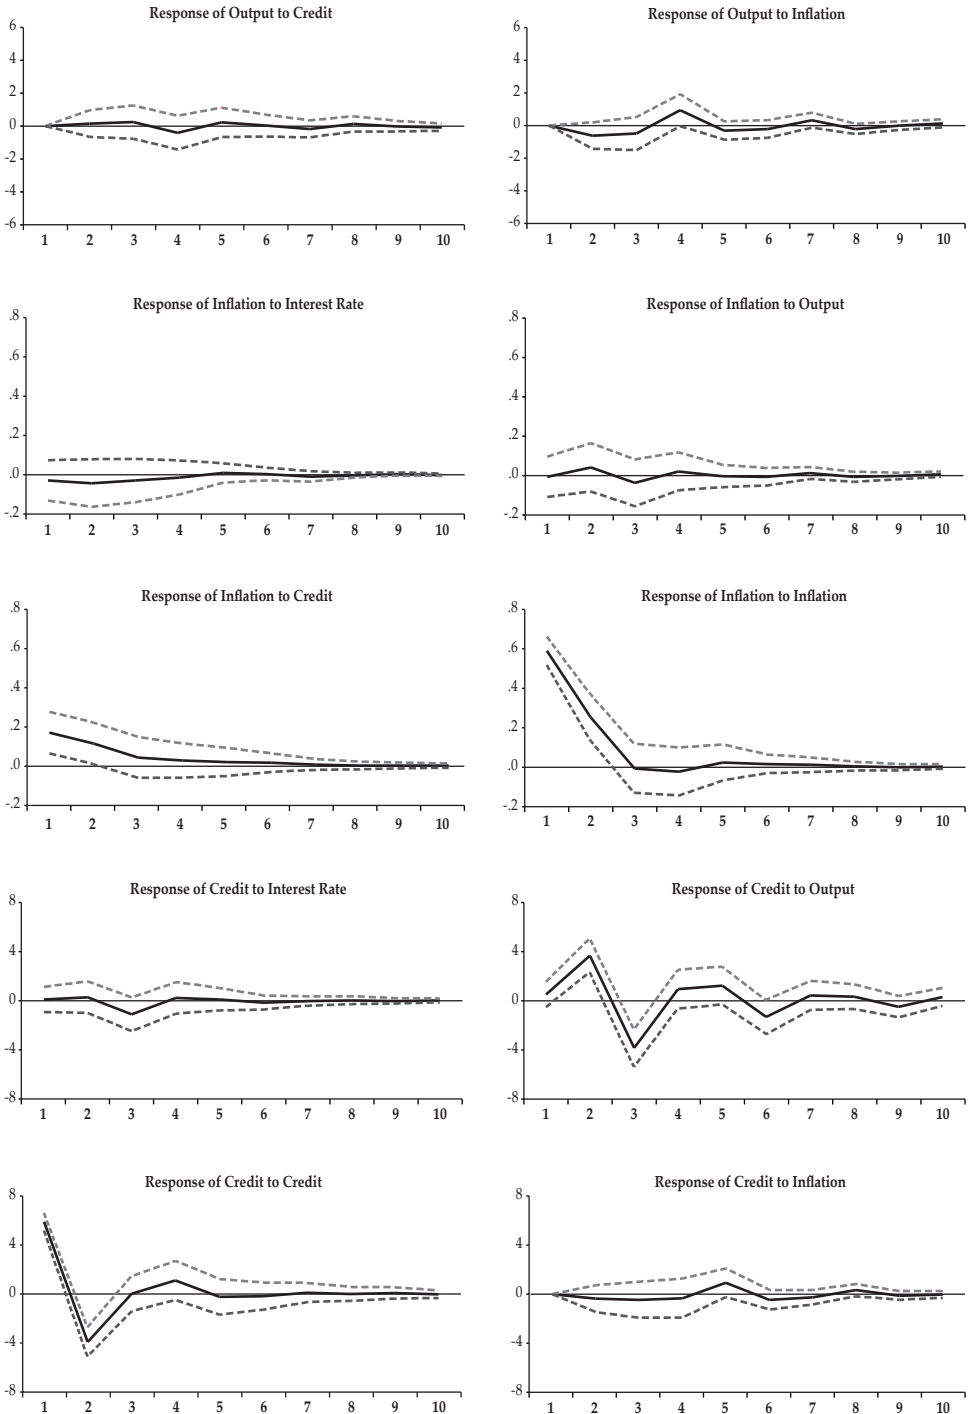 Response of Output to Credit
6
4
2
0
-2
-4
-6
1 2 3 4 5 6 7 8 9 10
Response of Output to Inflation
6
4
2
0
-2
-4
-6
1 2 3 4 5 6 7 8 9 10
Response of Inflation to Interest Rate
.8
.6
.4
.2
.0
-.2
1 2 3 4 5 6 7 8 9 10
Response of Inflation to Output
.8
.6
.4
.2
.0
-.2
1 2 3 4 5 6 7 8 9 10
Response of Inflation to Credit
.8
.6
.4
.2
.0
-.2
1 2 3 4 5 6 7 8 9 10
Response of Inflation to Inflation
.8
.6
.4
.2
.0
-.2
1 2 3 4 5 6 7 8 9 10
Response of Credit to Interest Rate
8
4
0
-4
-8
1 2 3 4 5 6 7 8 9 10
Response of Credit to Output
8
4
0
-4
-8
1 2 3 4 5 6 7 8 9 10
Response of Credit to Credit
8
4
0
-4
-8
1 2 3 4 5 6 7 8 9 10
Response of Credit to Inflation
8
4
0
-4
-8
1 2 3 4 5 6 7 8 9 10